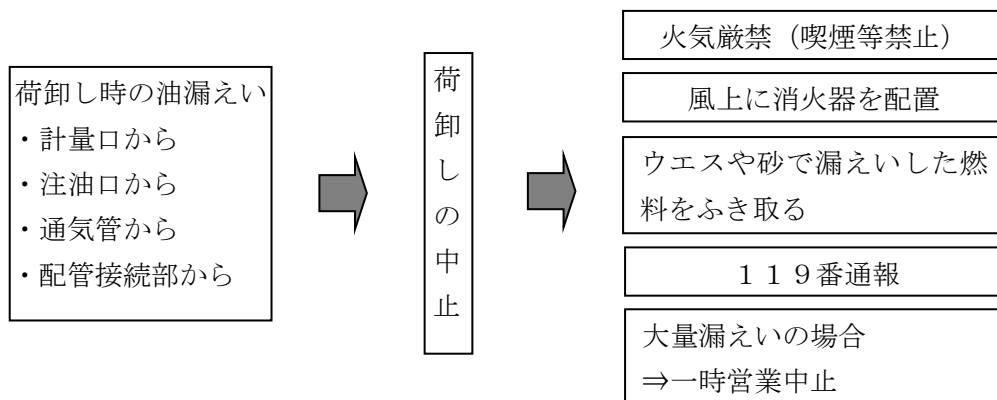 荷卸し時の油漏えい
・計量口から
・注油口から
・通気管から
・配管接続部から
荷卸しの中止
火気厳禁（喫煙等禁止）
風上に消火器を配置
ウエスや砂で漏えいした燃
料をふき取る
１１９番通報
大量漏えいの場合
⇒一時営業中止